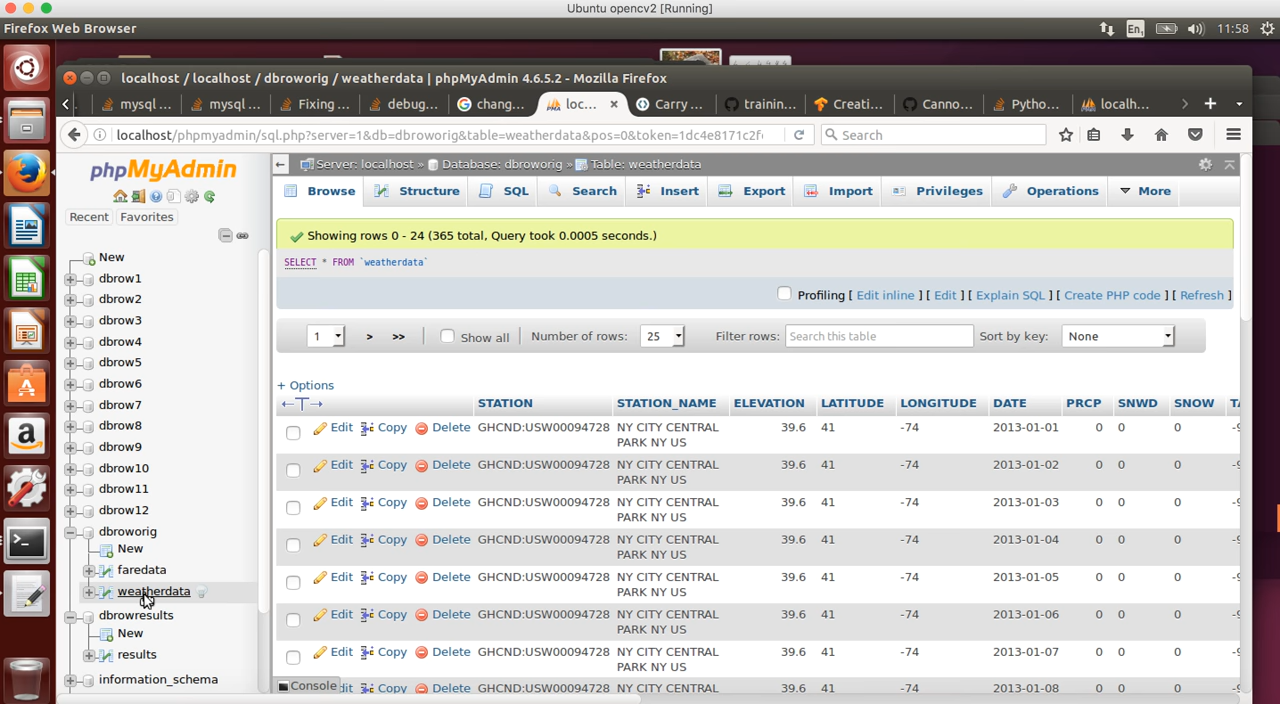 Ubuntu opencv2 [Running]
Firefox Web Browser
En1
11:58
localhost / localhost / dbroworig / weatherdata | phpMyAdmin 4.6.5.2 - Mozilla Firefox
mysql ...
mysql ...
Fixing ...
debug...
chang...
loc...
Carry ...
trainin...
Creati...
Canno...
Pytho...
localh...
localhost/phpmyadmin/sql.php?server=1&db=dbroworig&table=weatherdata&pos=0&token=1dc4e8171c2f
Search
phpMyAdmin
Recent
Favorites
New
dbrow1
dbrow2
dbrow3
dbrow4
dbrow5
dbrow6
dbrow7
dbrow8
dbrow9
dbrow10
dbrow11
dbrow12
dbroworig
New
faredata
weatherdata
dbrowresults
New
results
information_schema
Server: localhost » Database: dbroworig » Table: weatherdata
Browse Structure SQL Search Insert Export Import Privileges Operations More
Showing rows 0 - 24 (365 total, Query took 0.0005 seconds.)
SELECT * FROM `weatherdata`
Profiling [ Edit inline ] [ Edit ] [ Explain SQL ] [ Create PHP code ] [ Refresh ]
1 > >> Show all Number of rows: 25 Filter rows: Search this table Sort by key: None
+ Options
←T→ STATION STATION_NAME ELEVATION LATITUDE LONGITUDE DATE PRCP SNWD SNOW
Edit Copy Delete GHCND:USW00094728 NY CITY CENTRAL 39.6 41 -74 2013-01-01 0 0 0
PARK NY US
Edit Copy Delete GHCND:USW00094728 NY CITY CENTRAL 39.6 41 -74 2013-01-02 0 0 0
PARK NY US
Edit Copy Delete GHCND:USW00094728 NY CITY CENTRAL 39.6 41 -74 2013-01-03 0 0 0
PARK NY US
Edit Copy Delete GHCND:USW00094728 NY CITY CENTRAL 39.6 41 -74 2013-01-04 0 0 0
PARK NY US
Edit Copy Delete GHCND:USW00094728 NY CITY CENTRAL 39.6 41 -74 2013-01-05 0 0 0
PARK NY US
Edit Copy Delete GHCND:USW00094728 NY CITY CENTRAL 39.6 41 -74 2013-01-06 0 0 0
PARK NY US
Edit Copy Delete GHCND:USW00094728 NY CITY CENTRAL 39.6 41 -74 2013-01-07 0 0 0
PARK NY US
Copy Delete GHCND:USW00094728 NY CITY CENTRAL 39.6 41 -74 2013-01-08 0 0 0
Console